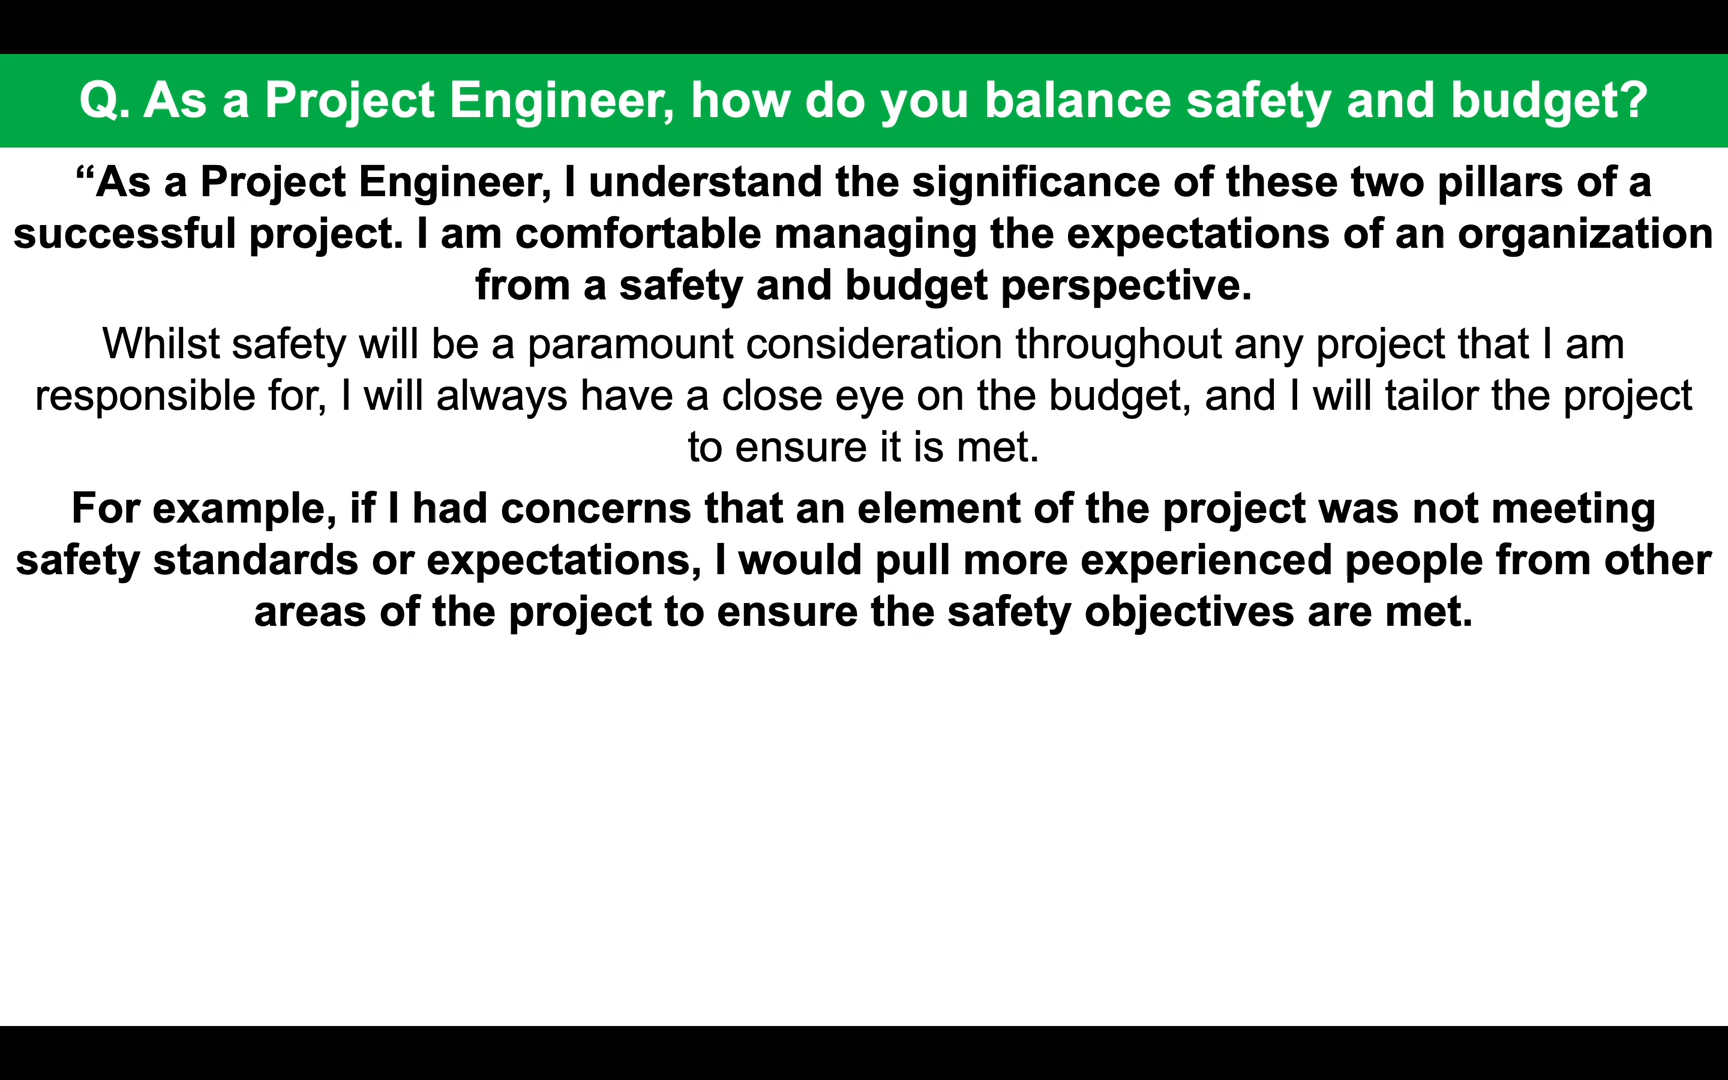 Q. As a Project Engineer, how do you balance safety and budget?
“As a Project Engineer, I understand the significance of these two pillars of a
successful project. I am comfortable managing the expectations of an organization
from a safety and budget perspective.
Whilst safety will be a paramount consideration throughout any project that I am
responsible for, I will always have a close eye on the budget, and I will tailor the project
to ensure it is met.
For example, if I had concerns that an element of the project was not meeting
safety standards or expectations, I would pull more experienced people from other
areas of the project to ensure the safety objectives are met.